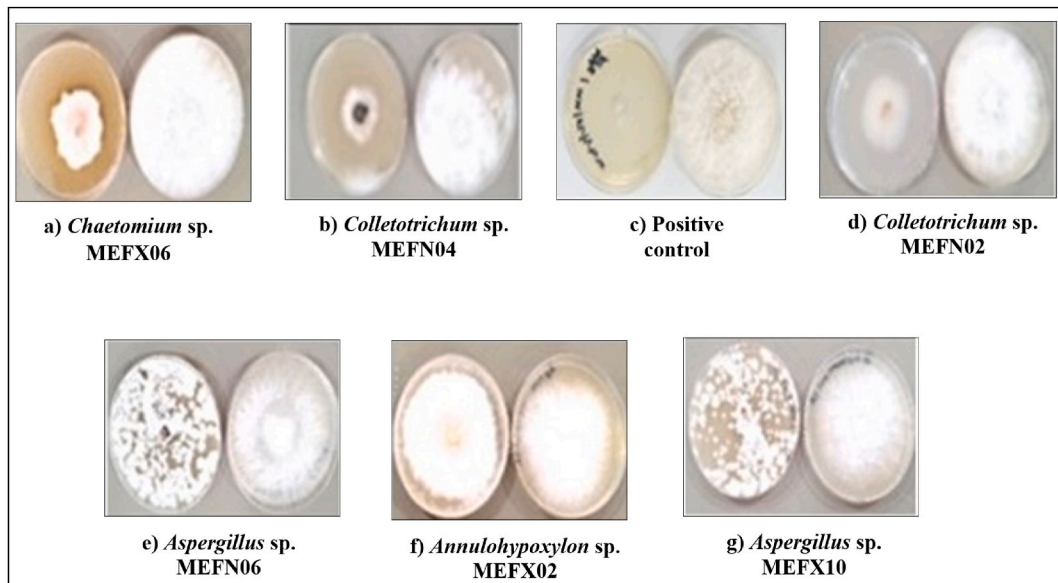 a) Chaetomium sp.
MEFX06
b) Colletotrichum sp.
MEFN04
c) Positive
control
d) Colletotrichum sp.
MEFN02
e) Aspergillus sp.
MEFN06
f) Annulohypoxylon sp.
MEFX02
g) Aspergillus sp.
MEFX10